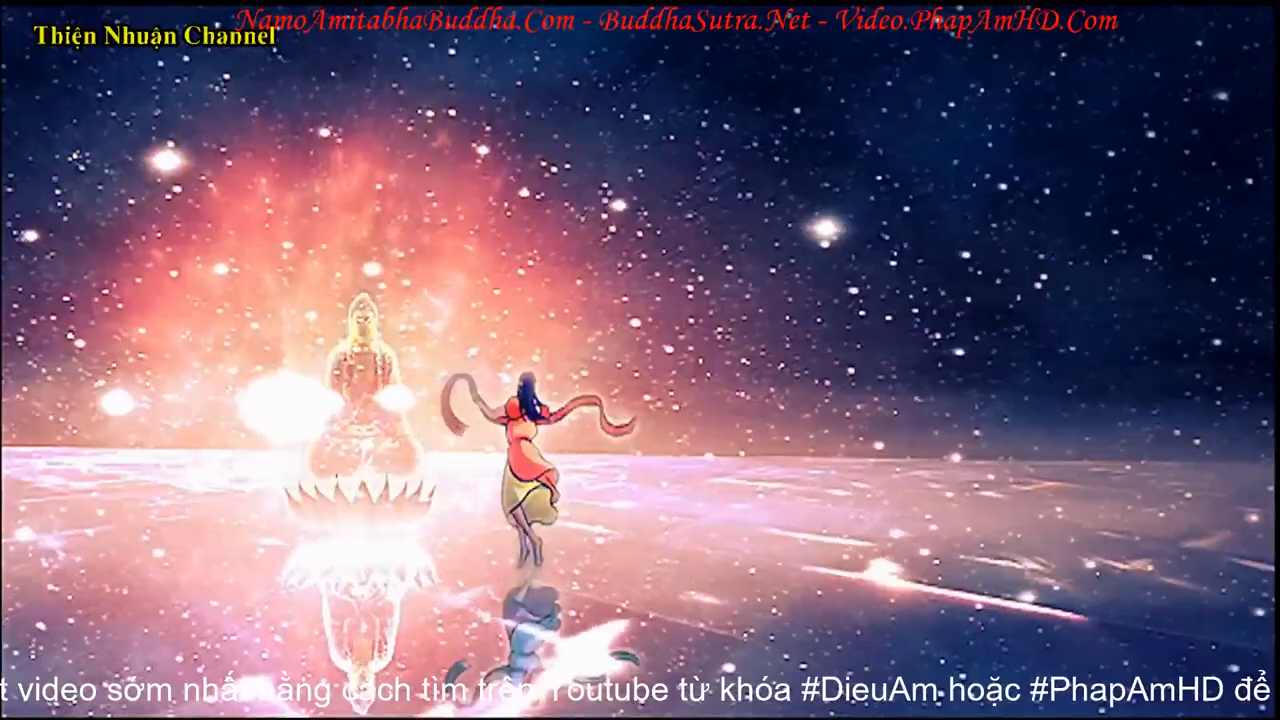 NamoAmitabhaBuddha.Com - BuddhaSutra.Net - Video.PhapAmHD.Com
Thiện Nhuận Channel
t video sớm nhất bằng cách tìm trên Youtube từ khóa #DieuAm hoặc #PhapAmHD để